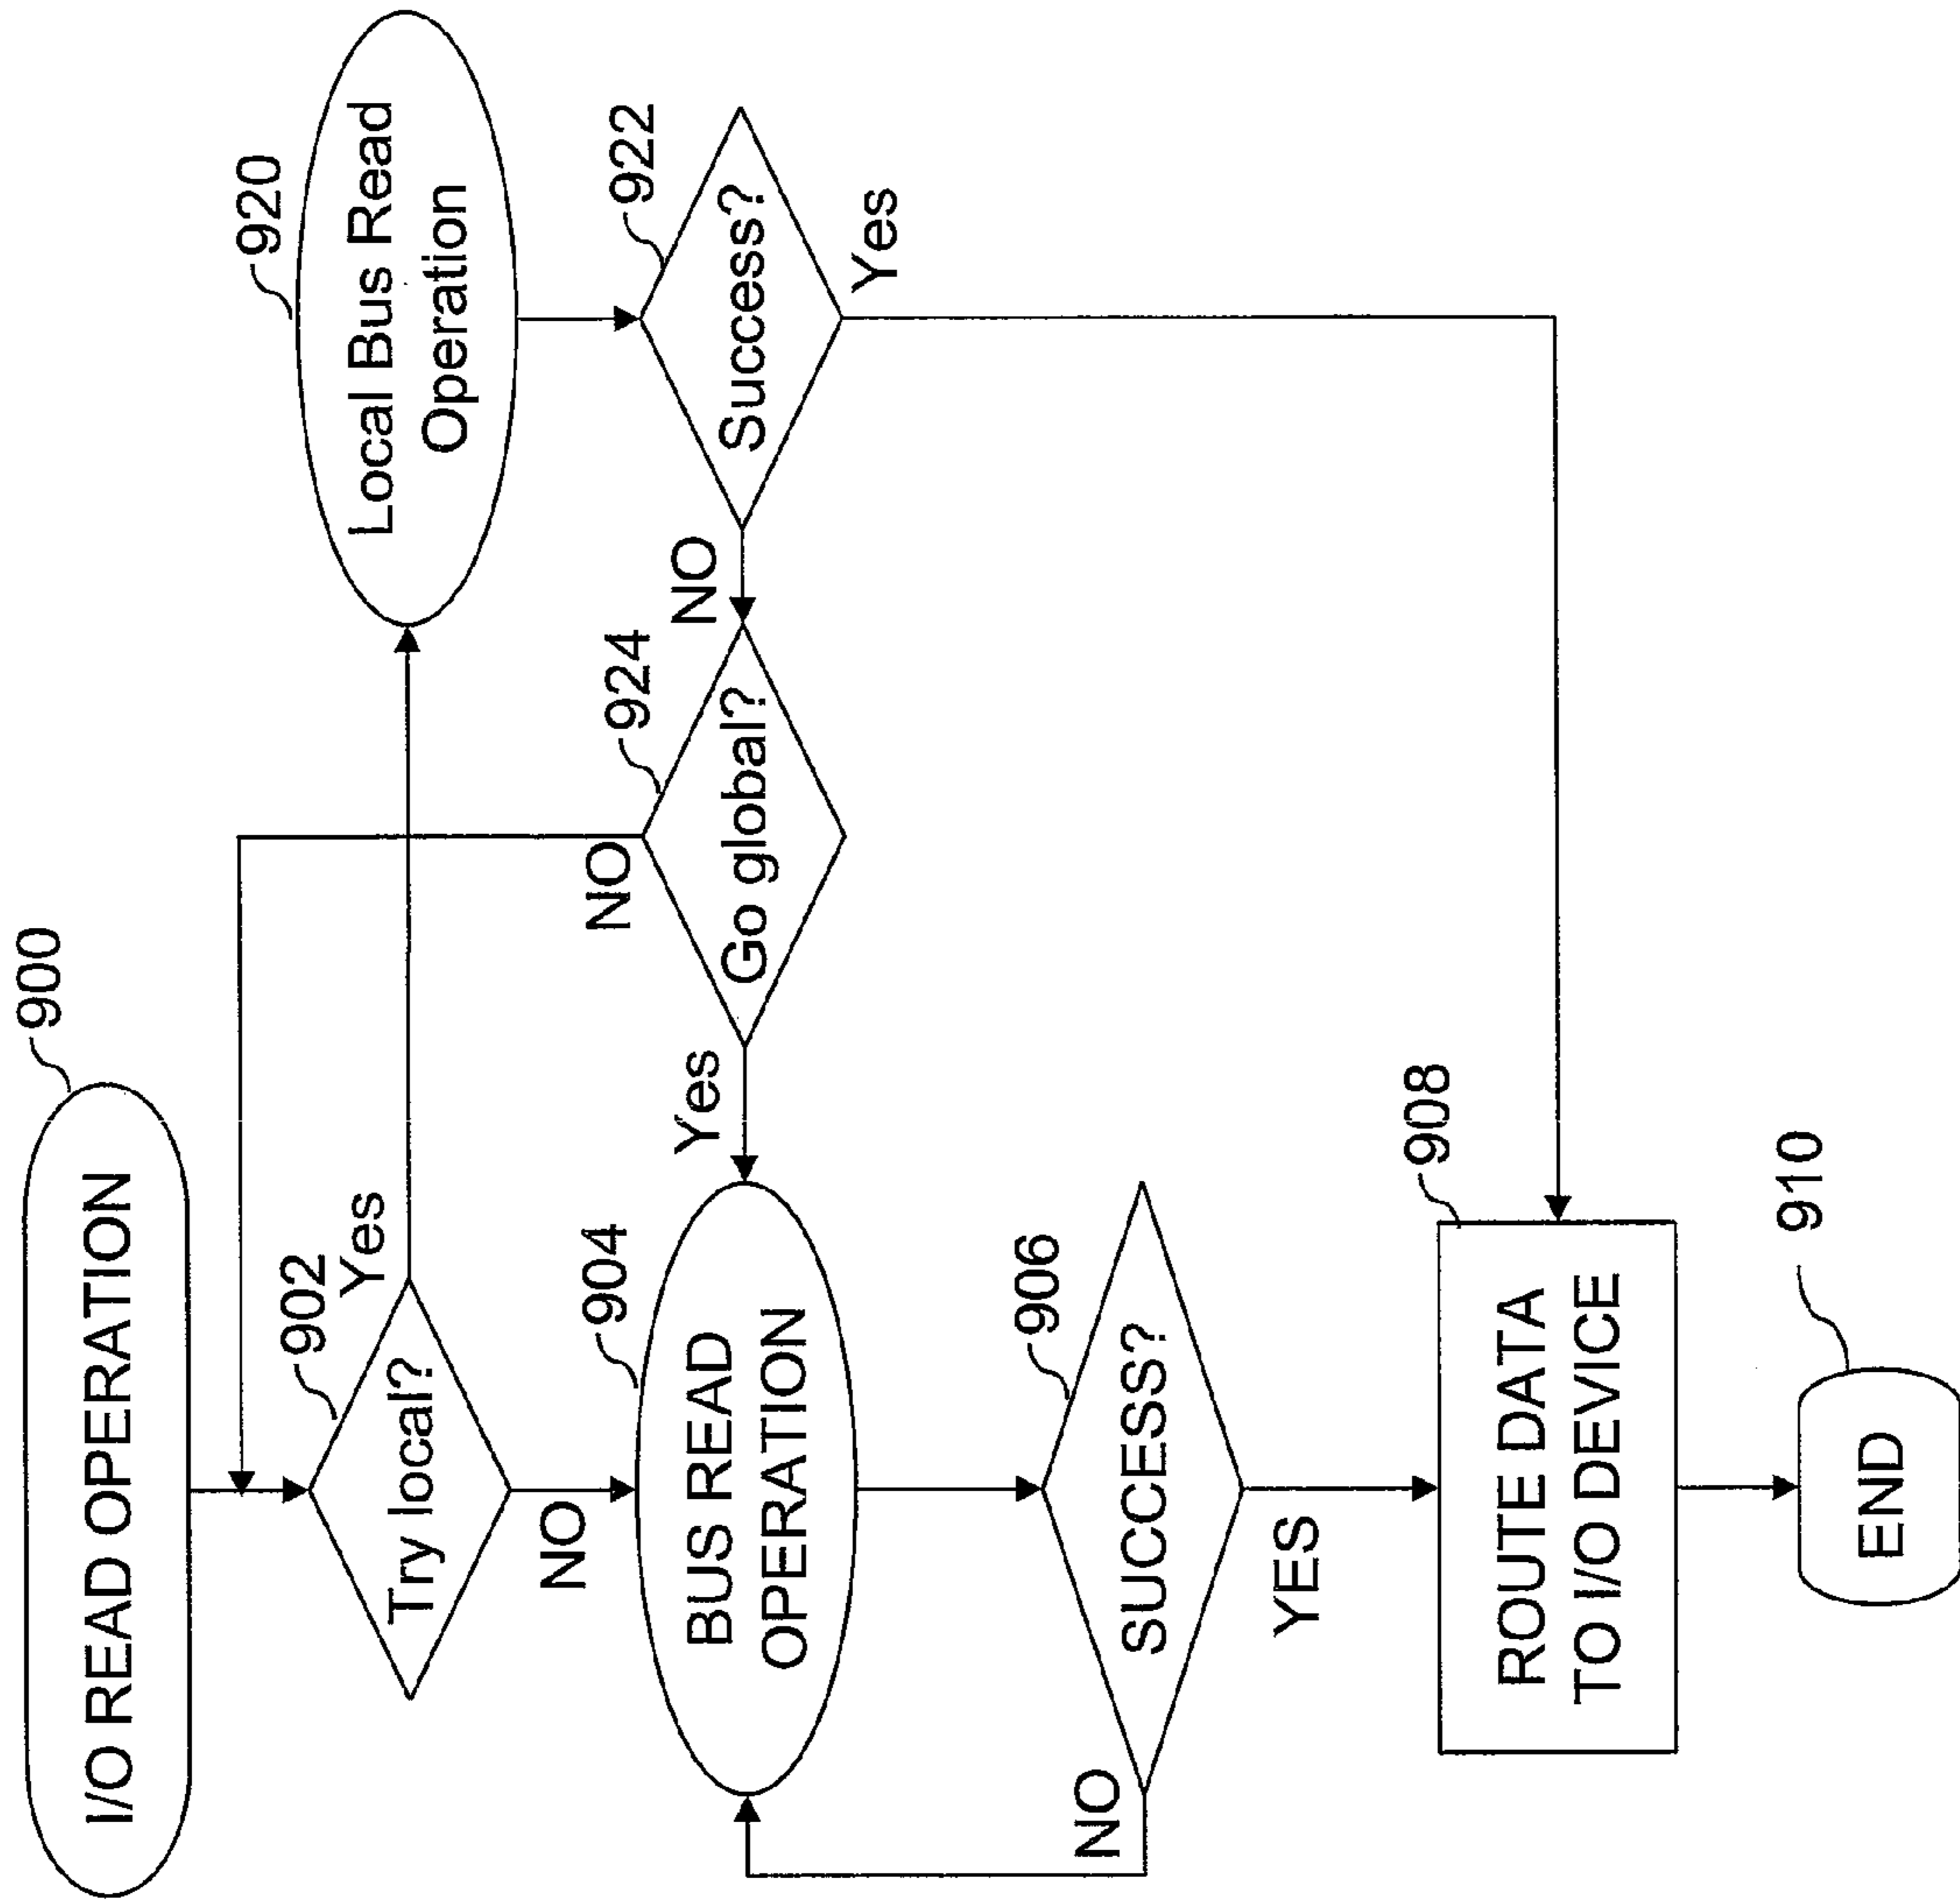 900
I/O READ OPERATION
902
Try local?
Yes
NO
920
Local Bus Read
Operation
922
Success?
Yes
NO
924
Go global?
NO
Yes
904
BUS READ
OPERATION
906
SUCCESS?
NO
YES
908
ROUTE DATA
TO I/O DEVICE
910
END